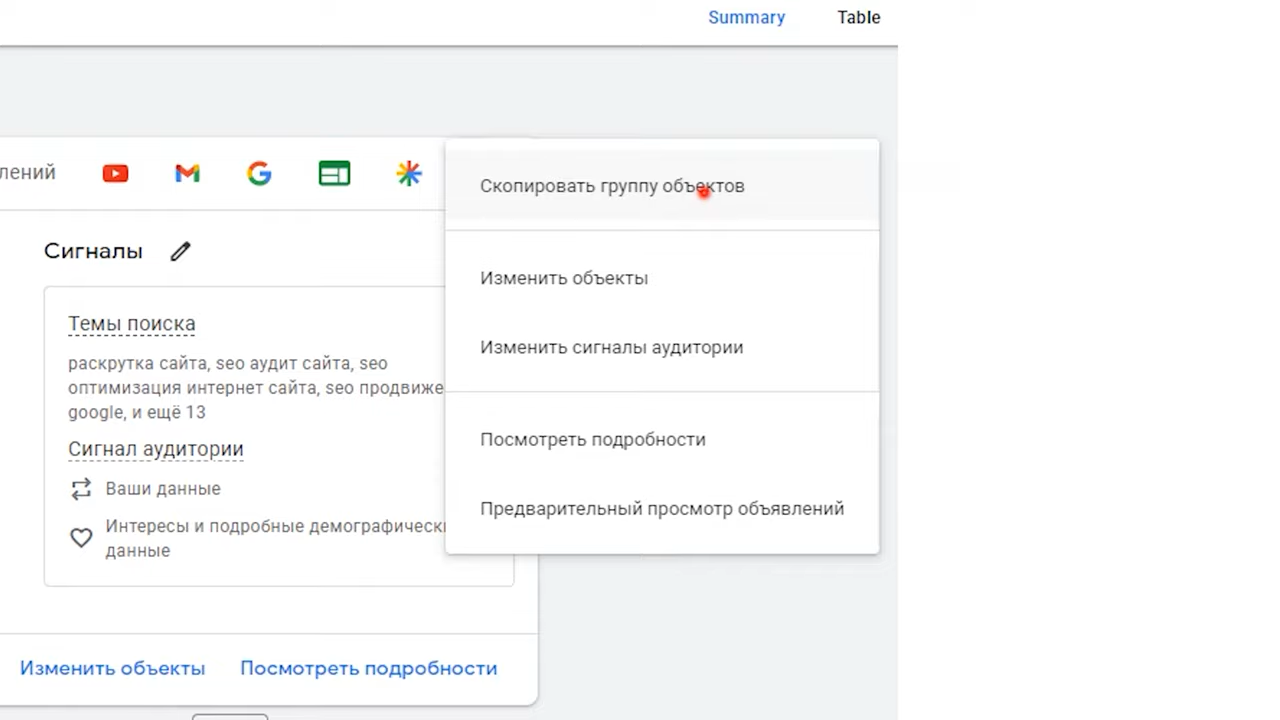 Summary Table
лений
Сигналы
Темы поиска
раскрутка сайта, seo аудит сайта, seo
оптимизация интернет сайта, seo продвиже
google, и ещё 13
Сигнал аудитории
Ваши данные
Интересы и подробные демографическ
данные
Изменить объекты Посмотреть подробности
Скопировать группу объектов
Изменить объекты
Изменить сигналы аудитории
Посмотреть подробности
Предварительный просмотр объявлений